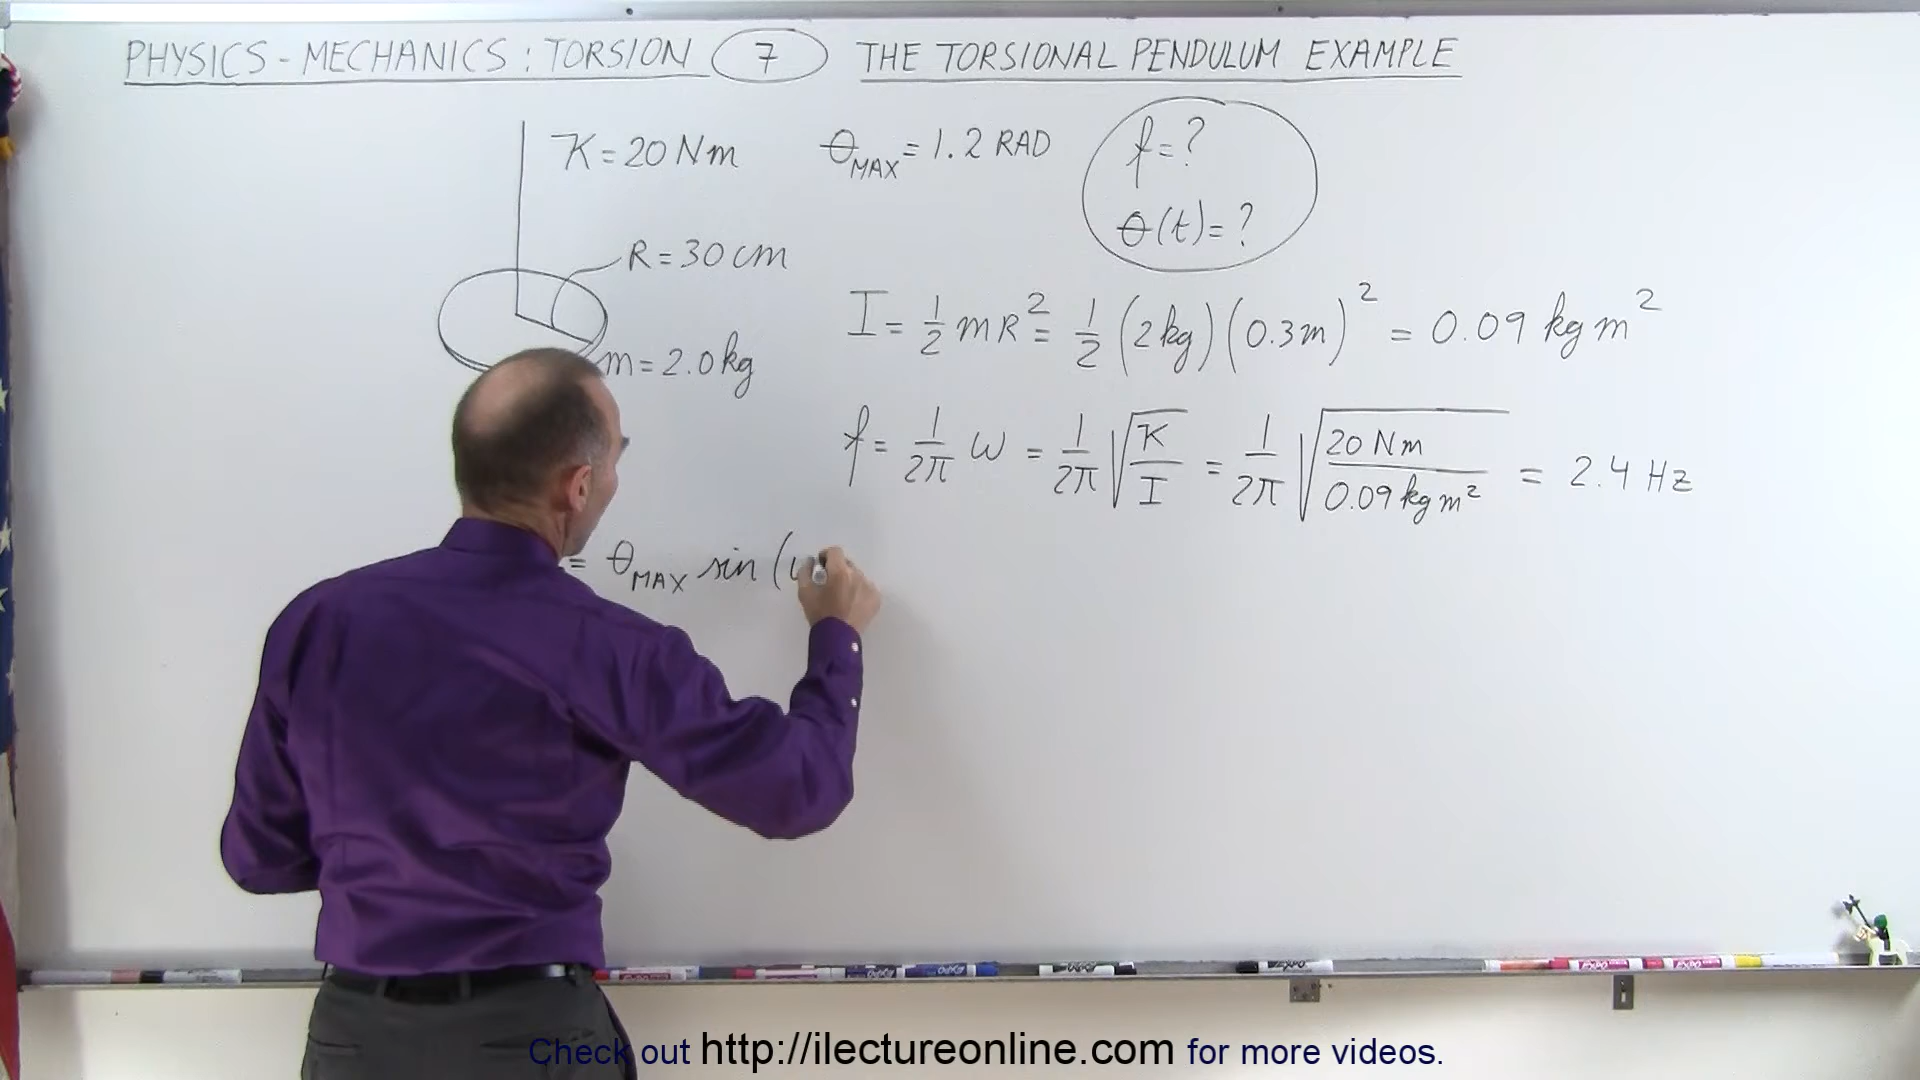 PHYSICS - MECHANICS : TORSION 7 THE TORSIONAL PENDULUM EXAMPLE
K = 20 Nm θMAX = 1.2 RAD f = ?
θ(t) = ?
R = 30 cm
I = 1/2 mR² = 1/2 (2 kg)(0.3 m)² = 0.09 kg m²
m = 2.0 kg
f = 1/2π ω = 1/2π √K/I = 1/2π √20 Nm/0.09 kg m² = 2.4 Hz
= θMAX sin (
Check out http://ilectureonline.com for more videos.